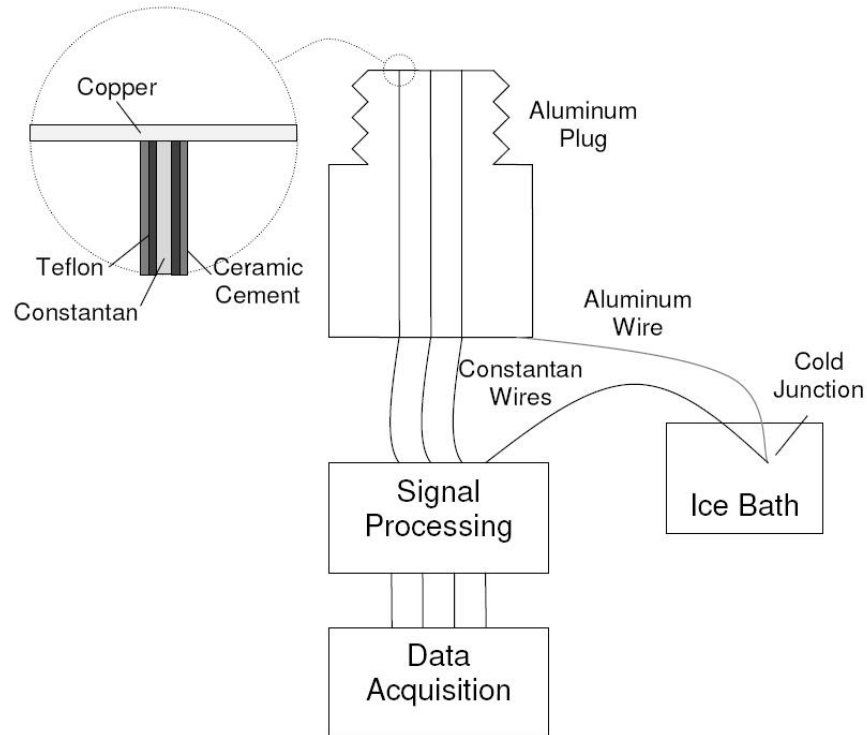 Copper
Teflon
Constantan
Ceramic
Cement
Aluminum
Plug
Aluminum
Wire
Constantan
Wires
Cold
Junction
Signal
Processing
Ice Bath
Data
Acquisition